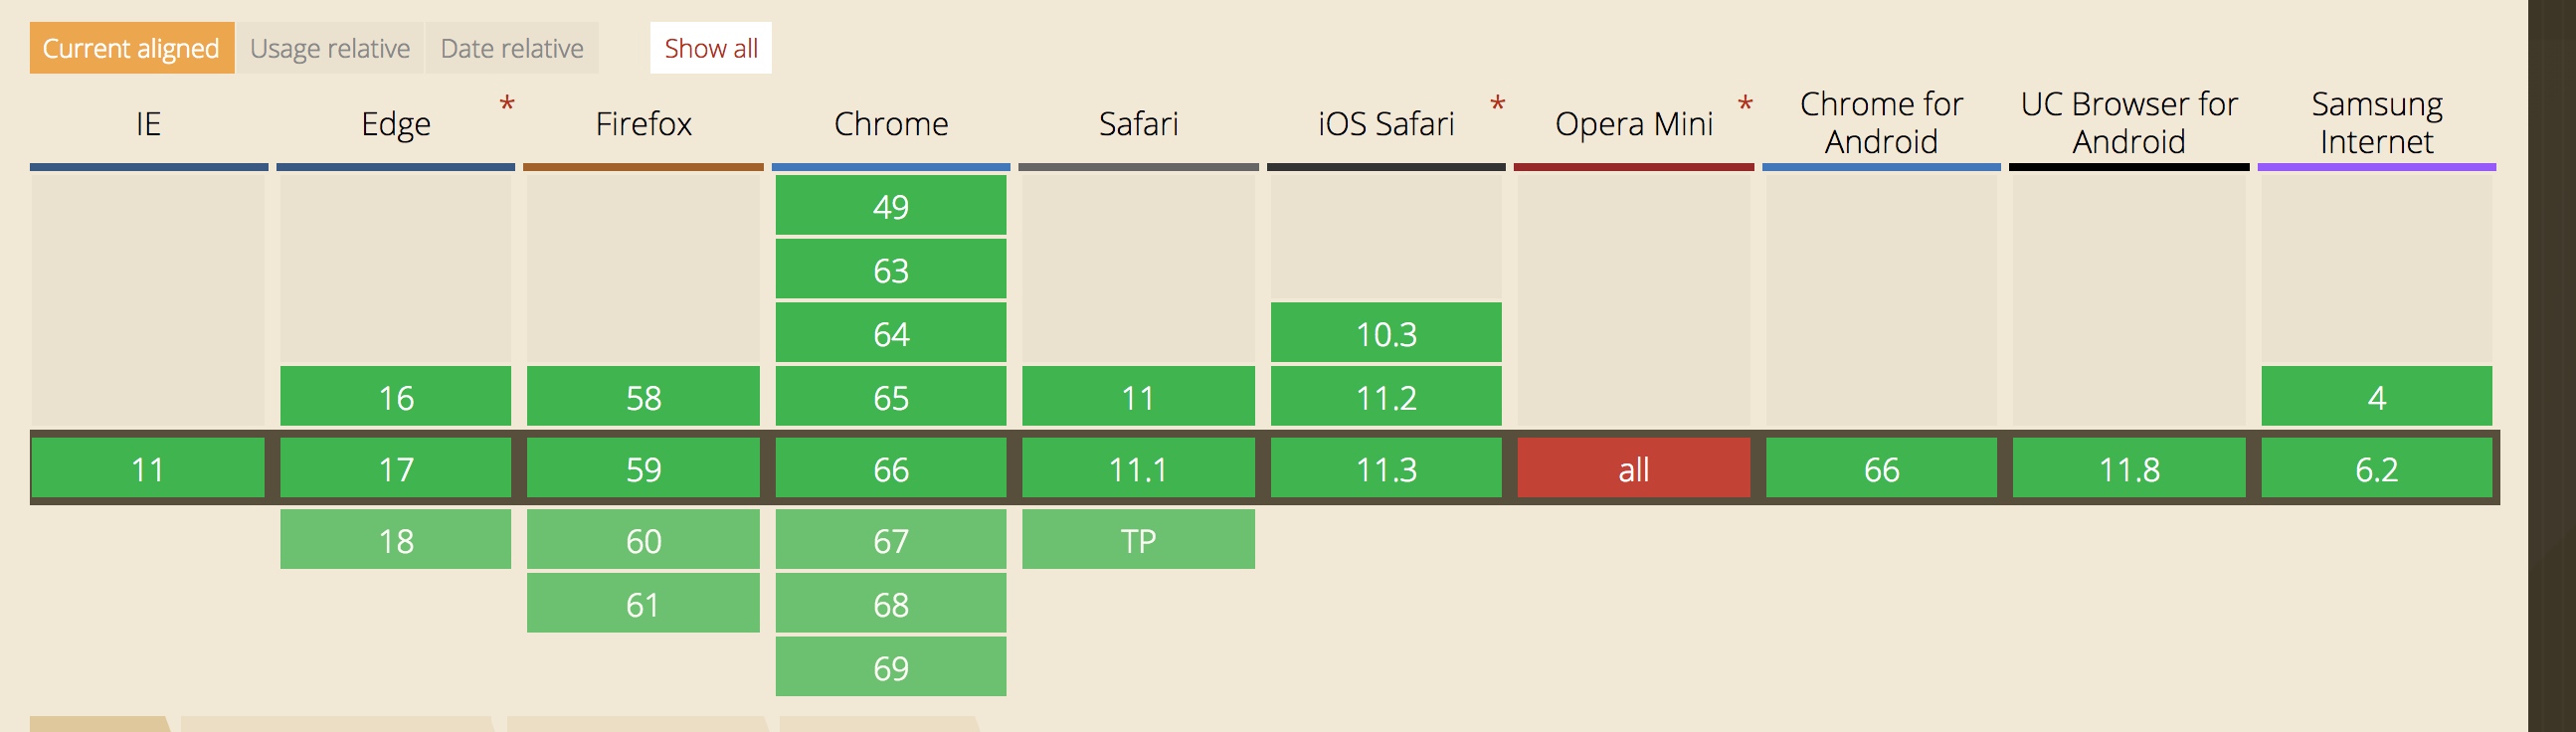 Current aligned Usage relative Date relative Show all
IE Edge * Firefox Chrome Safari iOS Safari * Opera Mini * Chrome for Android UC Browser for Android Samsung Internet
49
63
64 10.3
16 58 65 11 11.2 4
11 17 59 66 11.1 11.3 all 66 11.8 6.2
18 60 67 TP
61 68
69